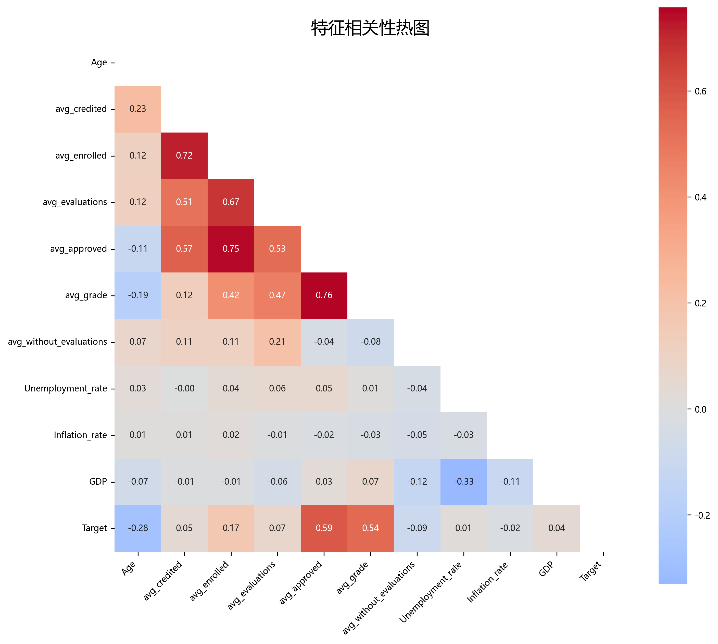 特征相关性热图
Age
avg_credited 0.23
avg_enrolled 0.12 0.72
avg_evaluations 0.12 0.51 0.67
avg_approved -0.11 0.57 0.75 0.53
avg_grade -0.19 0.12 0.42 0.47 0.76
avg_without_evaluations 0.07 0.11 0.11 0.21 -0.04 -0.08
Unemployment_rate 0.03 -0.00 0.04 0.06 0.05 0.01 -0.04
Inflation_rate 0.01 0.01 0.02 -0.01 -0.02 -0.03 -0.05 -0.03
GDP -0.07 -0.01 -0.01 -0.06 0.03 0.07 -0.12 -0.33 -0.11
Target -0.28 0.05 0.17 0.07 0.59 0.54 -0.09 0.01 -0.02 0.04
Age avg_credited avg_enrolled avg_evaluations avg_approved avg_grade avg_without_evaluations Unemployment_rate Inflation_rate GDP Target
0.6
0.4
0.2
0.0
-0.2